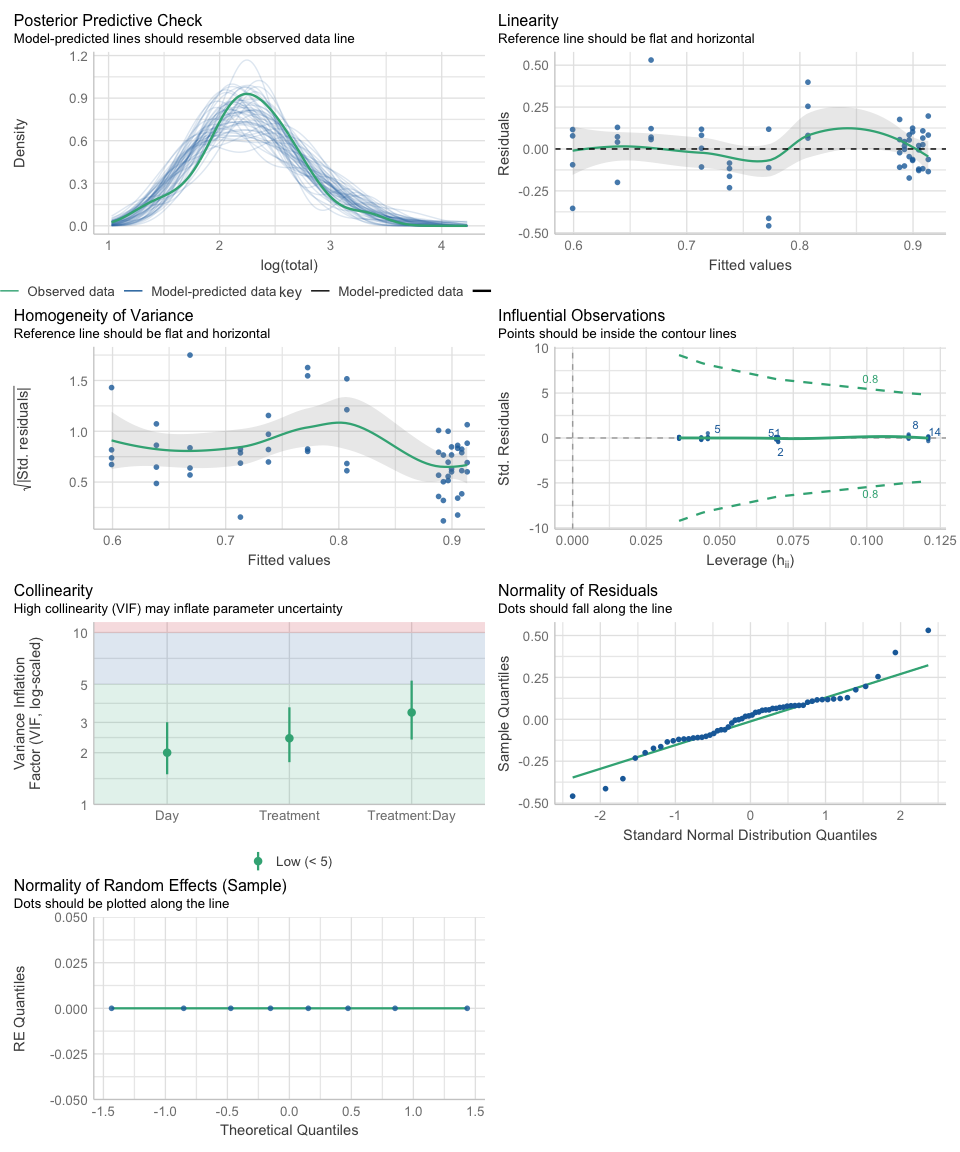 Posterior Predictive Check
Model-predicted lines should resemble observed data line
1.2
0.9
0.6
0.3
0.0
Density
1
2
3
4
log(total)
Observed data
Model-predicted data
key
Model-predicted data
Linearity
Reference line should be flat and horizontal
0.50
0.25
0.00
-0.25
-0.50
Residuals
0.6
0.7
0.8
0.9
Fitted values
Homogeneity of Variance
Reference line should be flat and horizontal
1.5
1.0
0.5
√|Std. residuals|
0.6
0.7
0.8
0.9
Fitted values
Influential Observations
Points should be inside the contour lines
10
5
0
-5
-10
Std. Residuals
0.8
5
51
2
8
14
0.8
0.000
0.025
0.050
0.075
0.100
0.125
Leverage (hᵢᵢ)
Collinearity
High collinearity (VIF) may inflate parameter uncertainty
10
5
3
2
1
Variance Inflation
Factor (VIF, log-scaled)
Day
Treatment
Treatment:Day
Low (< 5)
Normality of Residuals
Dots should fall along the line
0.50
0.25
0.00
-0.25
-0.50
Sample Quantiles
-2
-1
0
1
2
Standard Normal Distribution Quantiles
Normality of Random Effects (Sample)
Dots should be plotted along the line
0.050
0.025
0.000
-0.025
-0.050
RE Quantiles
-1.5
-1.0
-0.5
0.0
0.5
1.0
1.5
Theoretical Quantiles